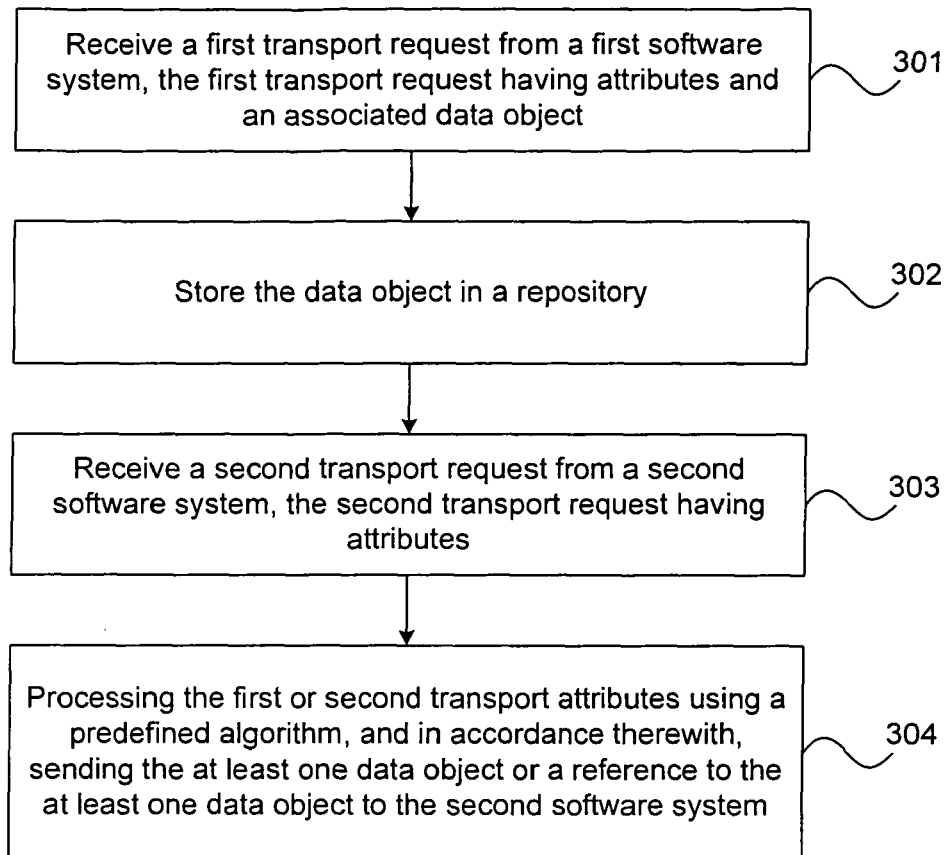 Receive a first transport request from a first software
system, the first transport request having attributes and
an associated data object
301
Store the data object in a repository
302
Receive a second transport request from a second
software system, the second transport request having
attributes
303
Processing the first or second transport attributes using a
predefined algorithm, and in accordance therewith,
sending the at least one data object or a reference to the
at least one data object to the second software system
304